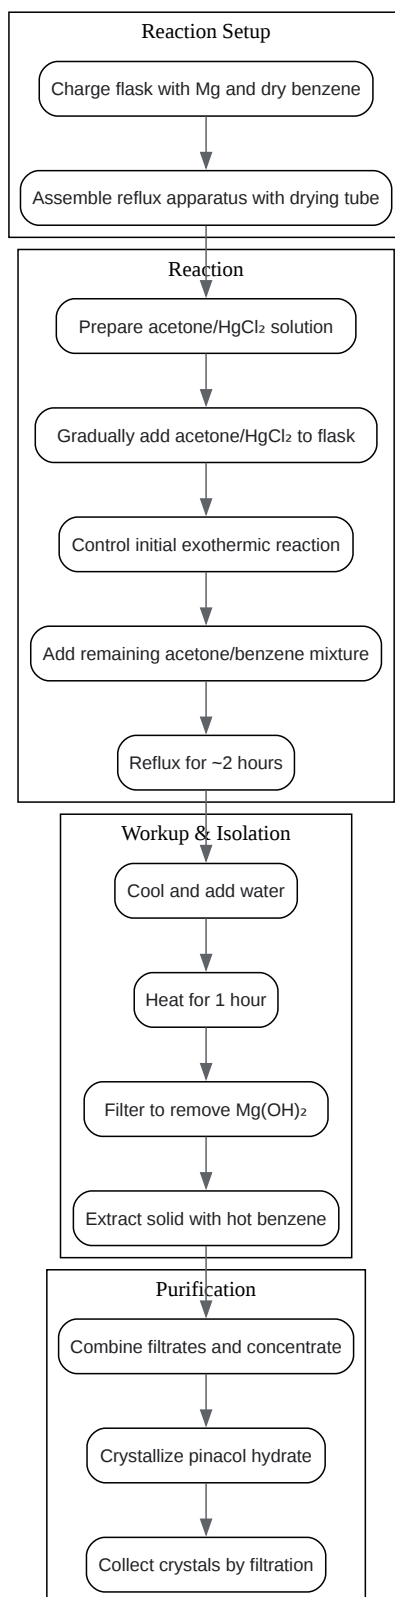 Reaction Setup
Charge flask with Mg and dry benzene
Assemble reflux apparatus with drying tube
Reaction
Prepare acetone/HgCl₂ solution
Gradually add acetone/HgCl₂ to flask
Control initial exothermic reaction
Add remaining acetone/benzene mixture
Reflux for ~2 hours
Workup & Isolation
Cool and add water
Heat for 1 hour
Filter to remove Mg(OH)₂
Extract solid with hot benzene
Purification
Combine filtrates and concentrate
Crystallize pinacol hydrate
Collect crystals by filtration